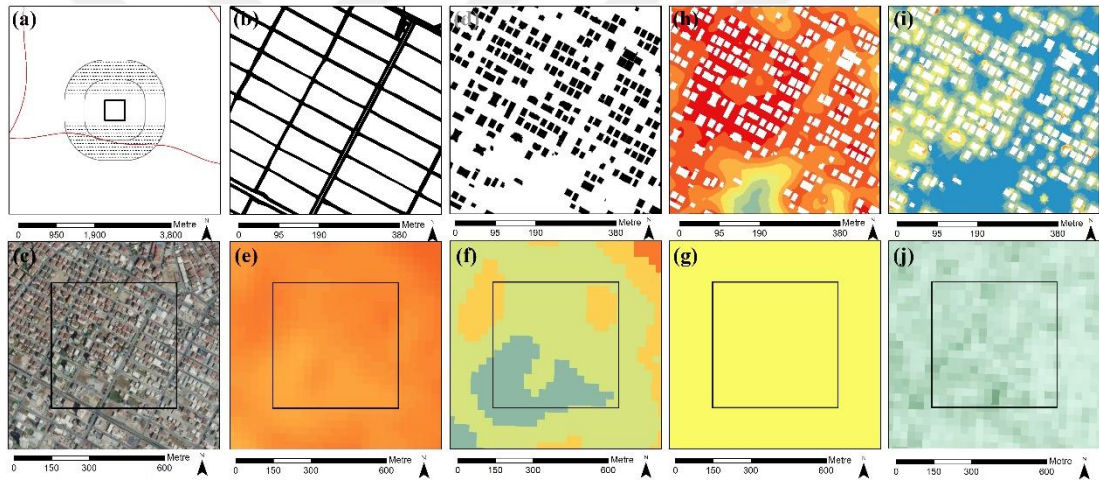 (a)
(b)
(d)
(h)
(i)
Metre N
0 950 1,900 3,800
Metre N
0 95 190 380
Metre N
0 95 190 380
Metre N
0 95 190 380
Metre N
0 95 190 380
(c)
(e)
(f)
(g)
(j)
Metre N
0 150 300 600
Metre N
0 150 300 600
Metre N
0 150 300 600
Metre N
0 150 300 600
Metre N
0 150 300 600